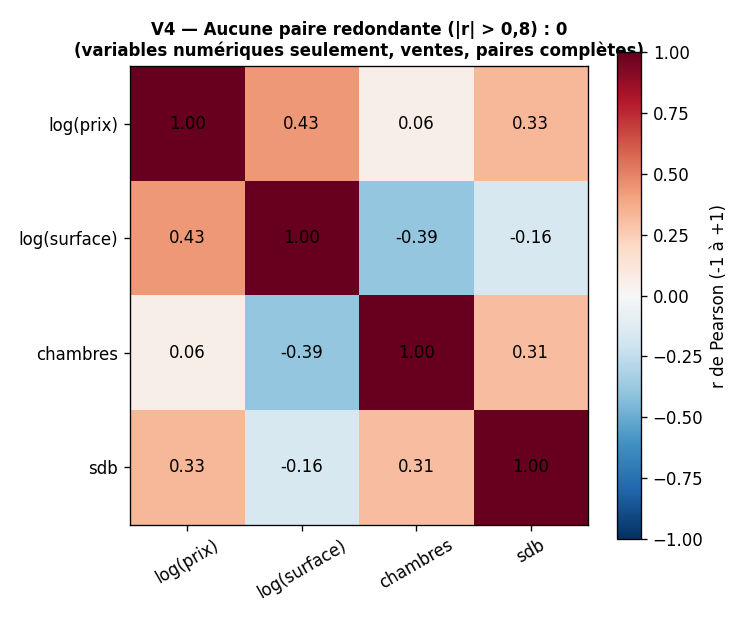 V4 — Aucune paire redondante (|r| > 0,8) : 0
(variables numériques seulement, ventes, paires complètes)
log(prix) 1.00 0.43 0.06 0.33
log(surface) 0.43 1.00 -0.39 -0.16
chambres 0.06 -0.39 1.00 0.31
sdb 0.33 -0.16 0.31 1.00
log(prix) log(surface) chambres sdb
1.00
0.75
0.50
0.25
0.00
−0.25
−0.50
−0.75
−1.00
r de Pearson (-1 à +1)